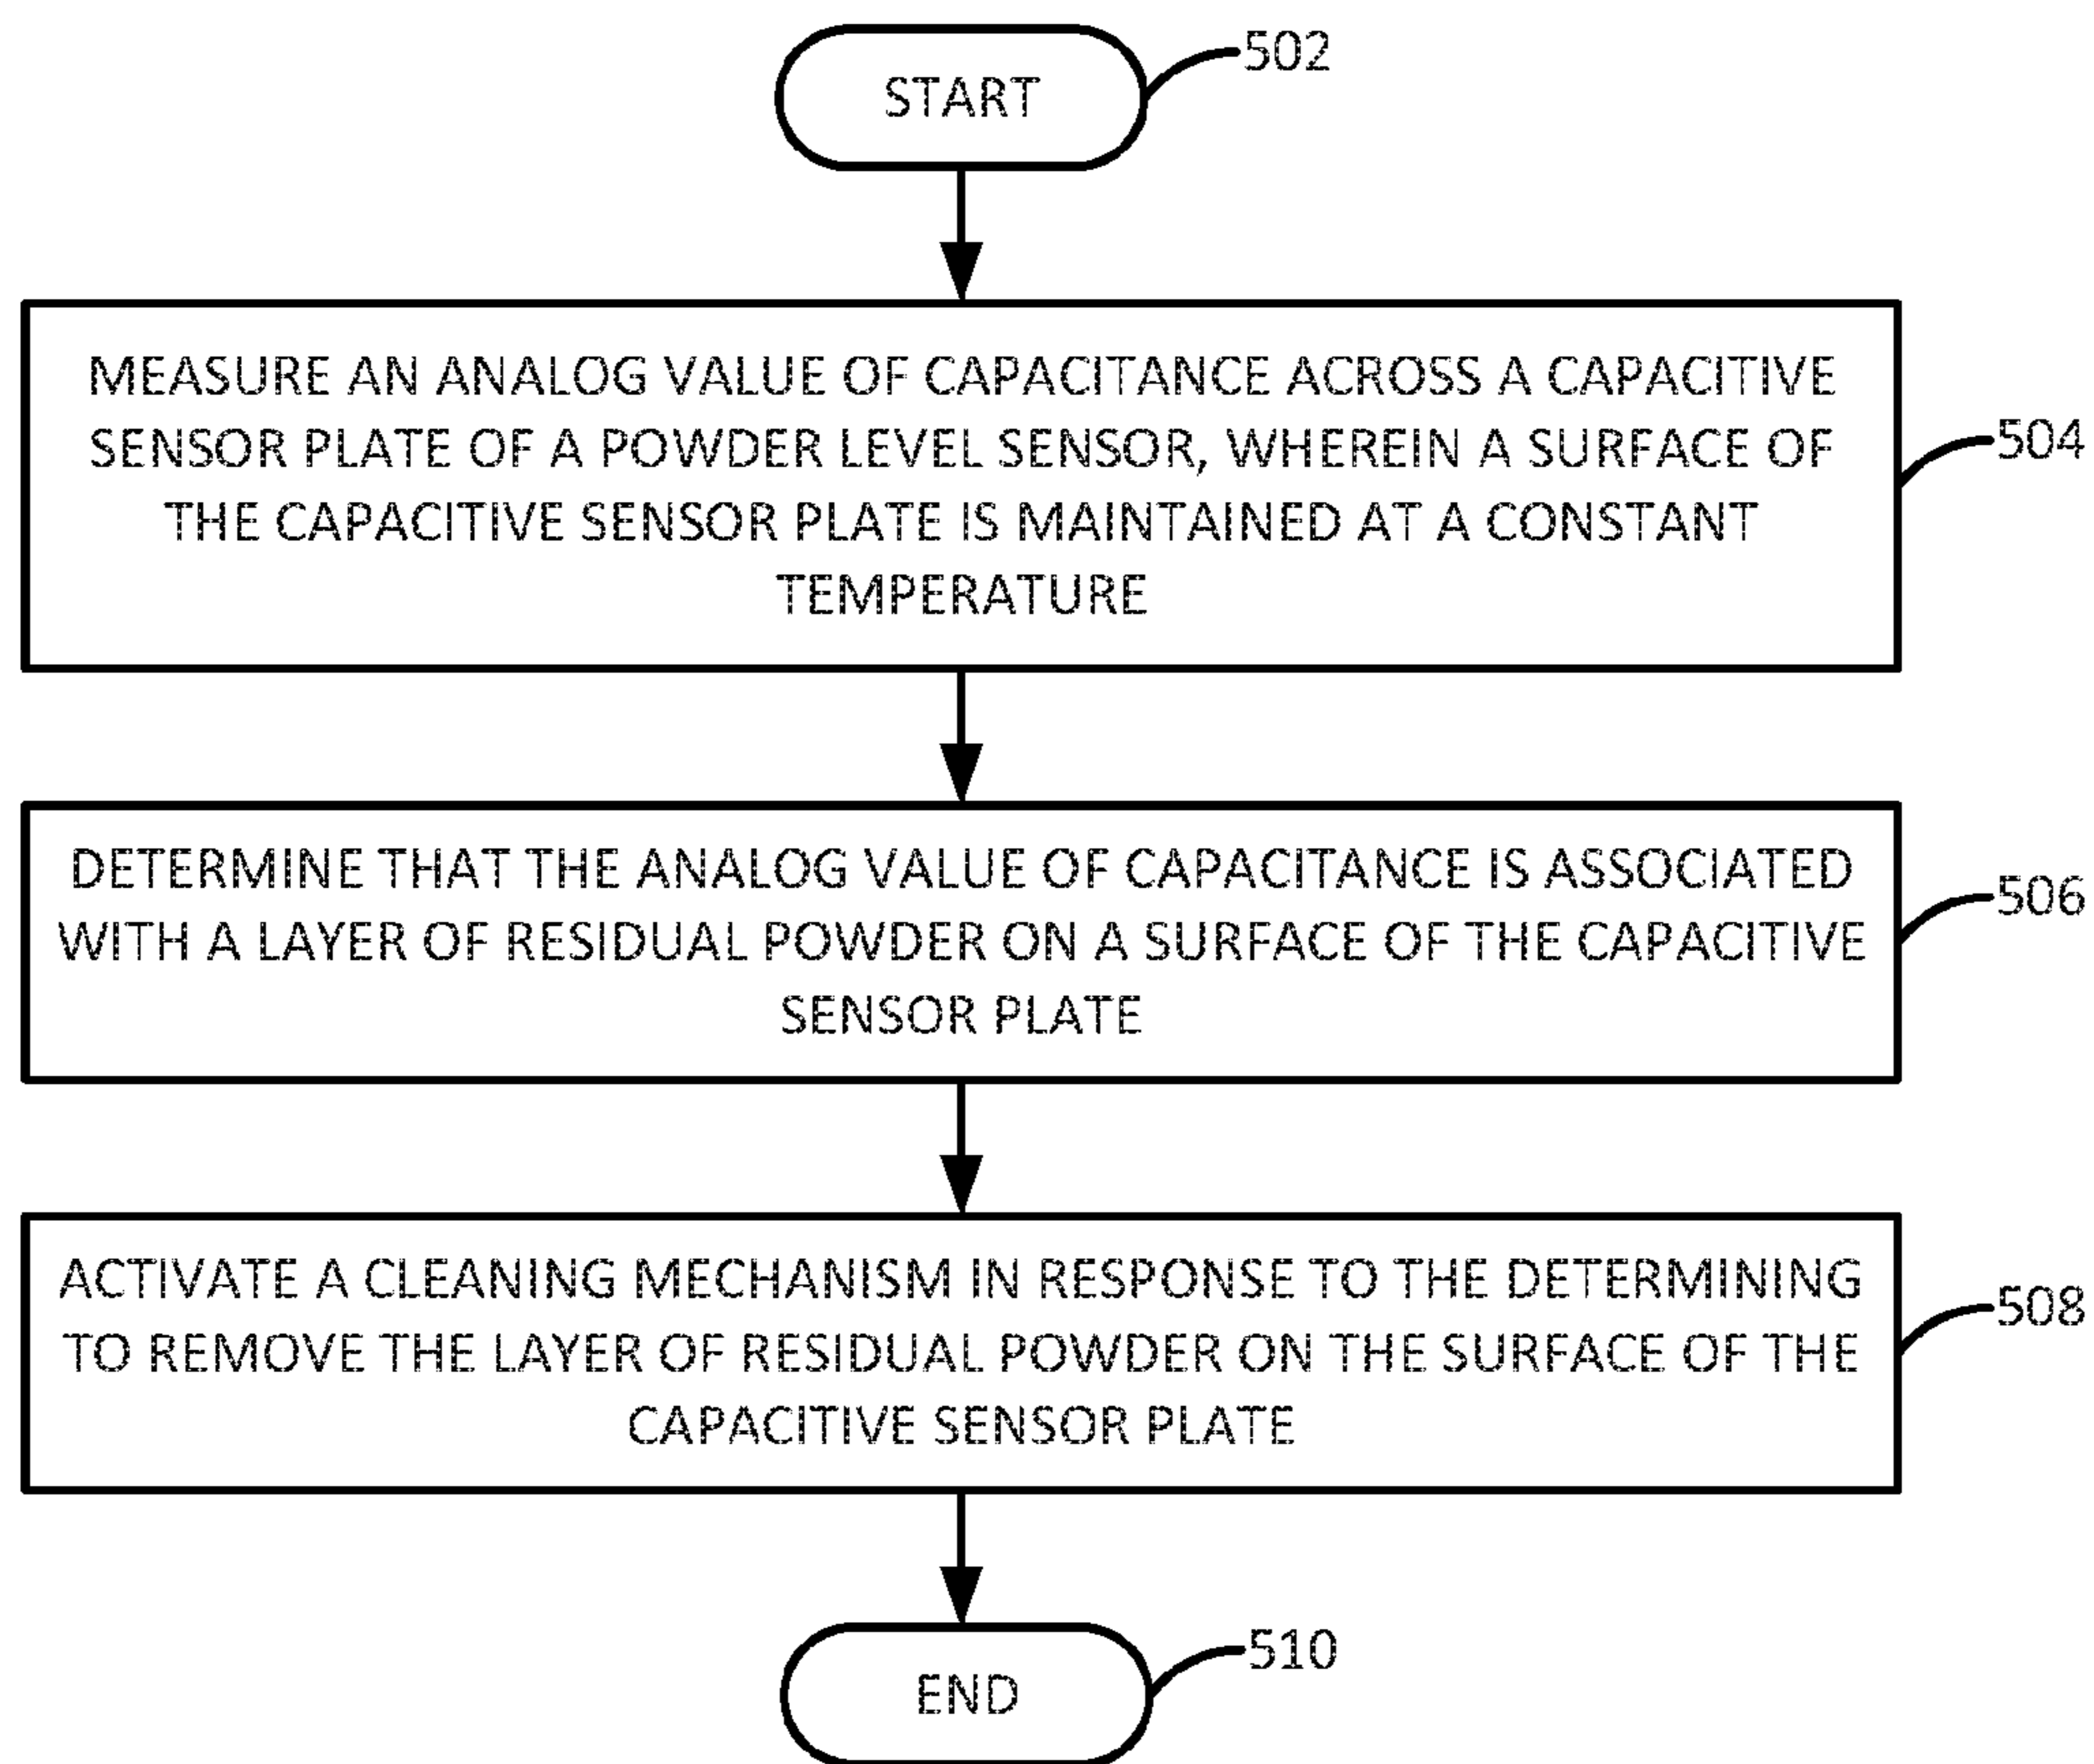 START
502
MEASURE AN ANALOG VALUE OF CAPACITANCE ACROSS A CAPACITIVE
SENSOR PLATE OF A POWDER LEVEL SENSOR, WHEREIN A SURFACE OF
THE CAPACITIVE SENSOR PLATE IS MAINTAINED AT A CONSTANT
TEMPERATURE
504
DETERMINE THAT THE ANALOG VALUE OF CAPACITANCE IS ASSOCIATED
WITH A LAYER OF RESIDUAL POWDER ON A SURFACE OF THE CAPACITIVE
SENSOR PLATE
506
ACTIVATE A CLEANING MECHANISM IN RESPONSE TO THE DETERMINING
TO REMOVE THE LAYER OF RESIDUAL POWDER ON THE SURFACE OF THE
CAPACITIVE SENSOR PLATE
508
END
510